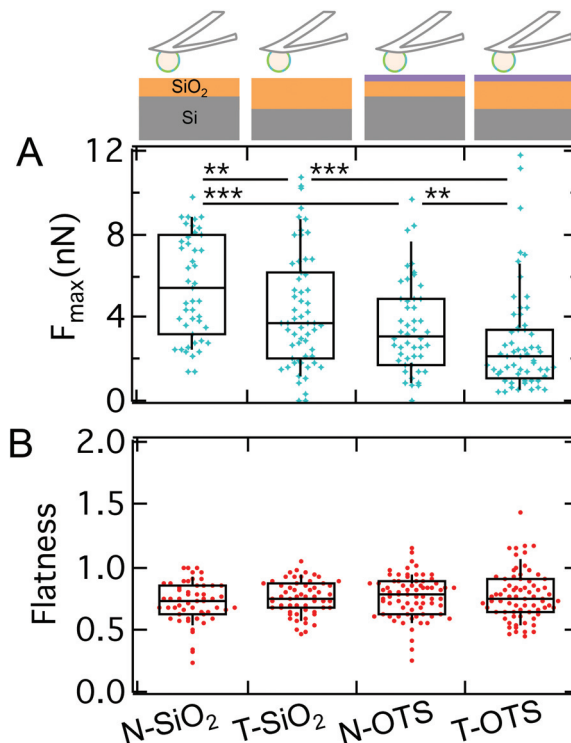 SiO2
Si
A
12
8
4
0
Fmax(nN)
**
***
***
**
B
2.0
1.5
1.0
0.5
0.0
Flatness
N-SiO2
T-SiO2
N-OTS
T-OTS